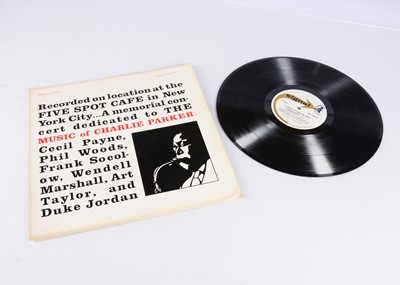 Recorded on location at the
FIVE SPOT CAFE in New
York City...A memorial con-
cert dedicated to THE
MUSIC of CHARLIE PARKER.
Cecil Payne,
Phil Woods,
Frank Socol-
ow, Wendell
Marshall, Art
Taylor, and
Duke Jordan
Signal